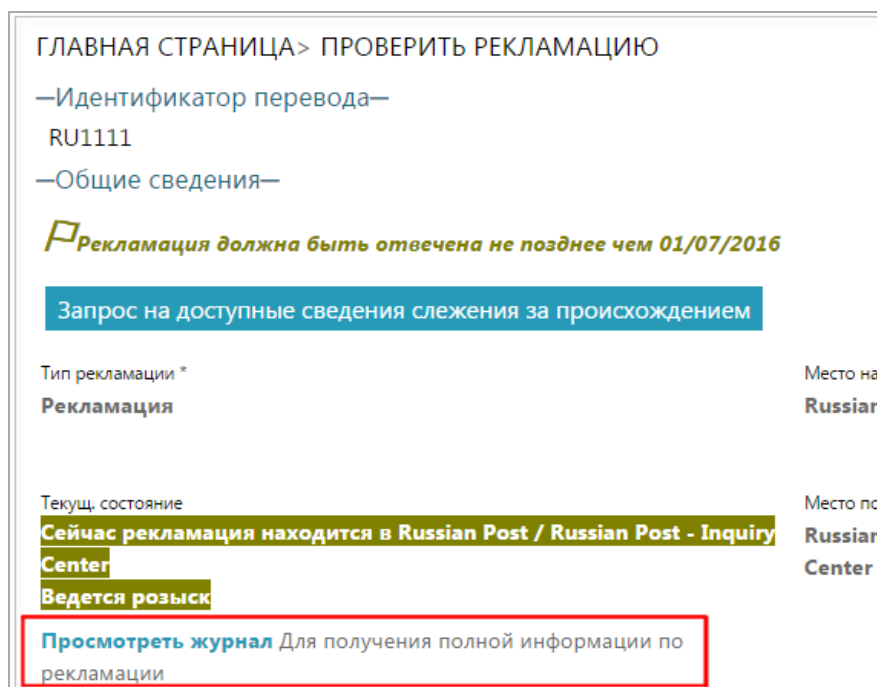 ГЛАВНАЯ СТРАНИЦА> ПРОВЕРИТЬ РЕКЛАМАЦИЮ
—Идентификатор перевода—
RU1111
—Общие сведения—
Рекламация должна быть отвечена не позднее чем 01/07/2016
Запрос на доступные сведения слежения за происхождением
Тип рекламации *
Рекламация
Место
Текущ. состояние
Сейчас рекламация находится в Russian Post / Russian Post - Inquiry
Center
Ведется розыск
Место
Center
Просмотреть журнал Для получения полной информации по
рекламации